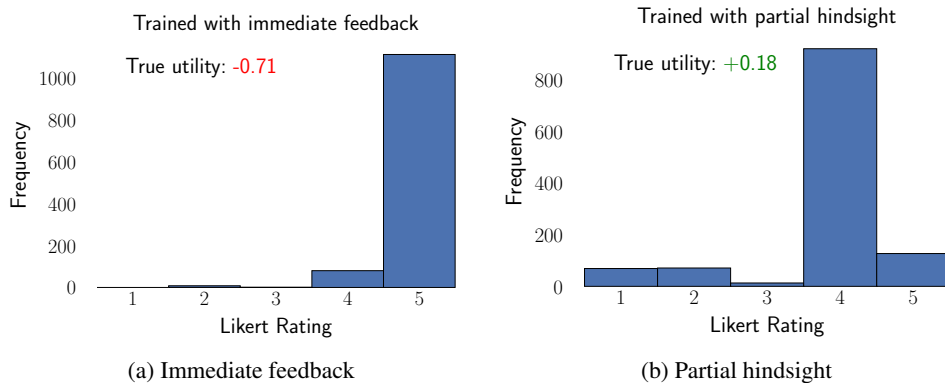 Trained with immediate feedback
True utility: -0.71
Frequency
1000
800
600
400
200
0
1 2 3 4 5
Likert Rating
(a) Immediate feedback
Trained with partial hindsight
True utility: +0.18
Frequency
800
600
400
200
0
1 2 3 4 5
Likert Rating
(b) Partial hindsight